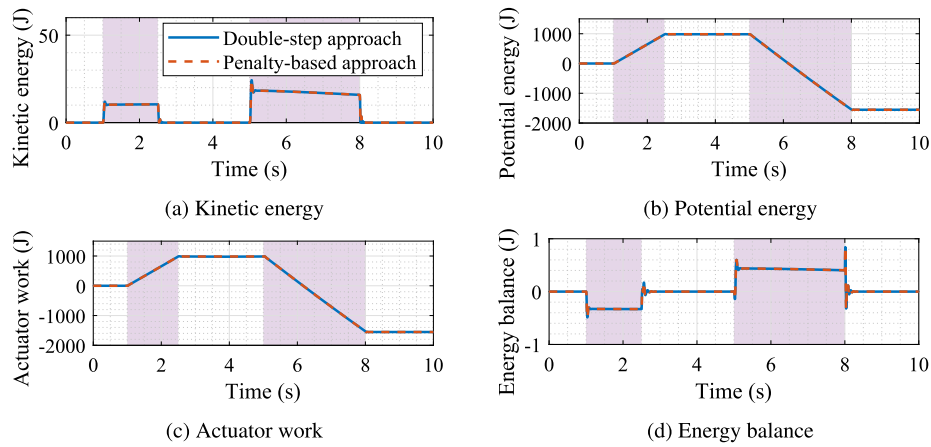 Kinetic energy (J)
50
0
Double-step approach
Penalty-based approach
0 2 4 6 8 10
Time (s)
(a) Kinetic energy
Potential energy (J)
1000
0
-1000
-2000
0 2 4 6 8 10
Time (s)
(b) Potential energy
Actuator work (J)
1000
0
-1000
-2000
0 2 4 6 8 10
Time (s)
(c) Actuator work
Energy balance (J)
1
0
-1
0 2 4 6 8 10
Time (s)
(d) Energy balance